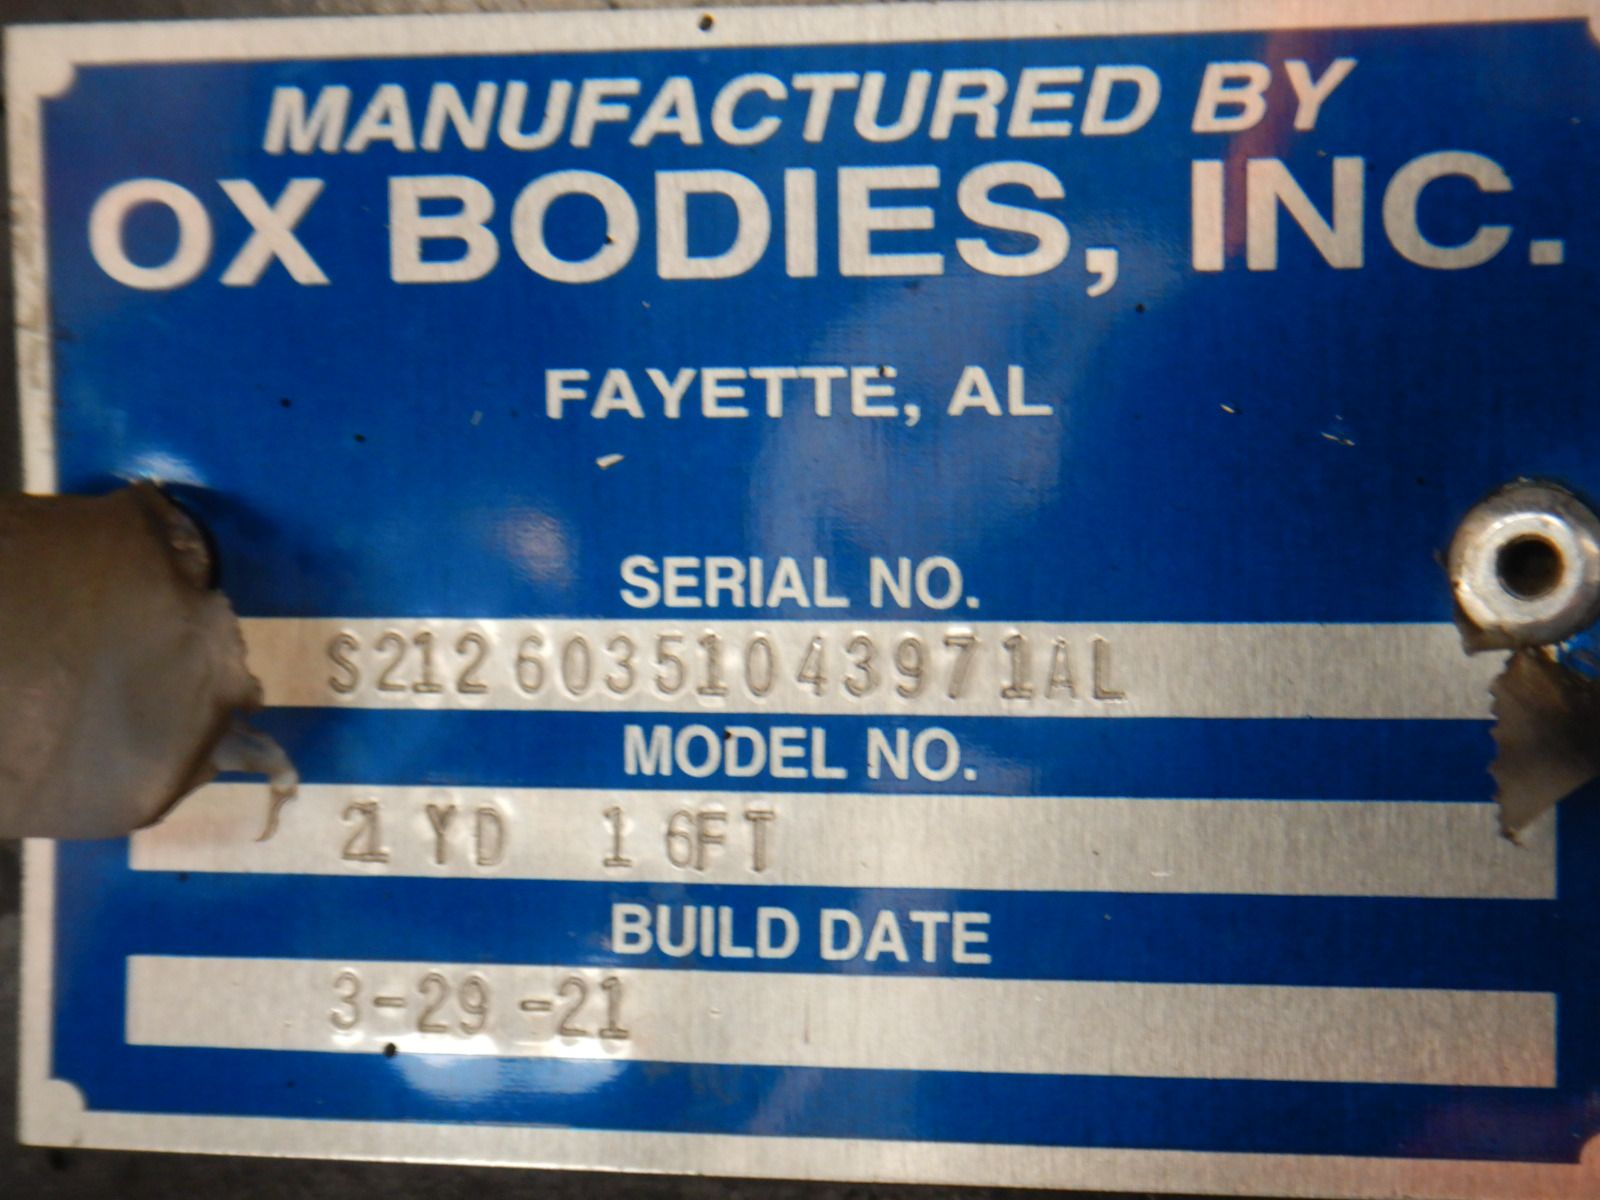 MANUFACTURED BY
OX BODIES, INC.
FAYETTE, AL
SERIAL NO.
S21260351043971AL
MODEL NO.
21 YD 16FT
BUILD DATE
3-29-21